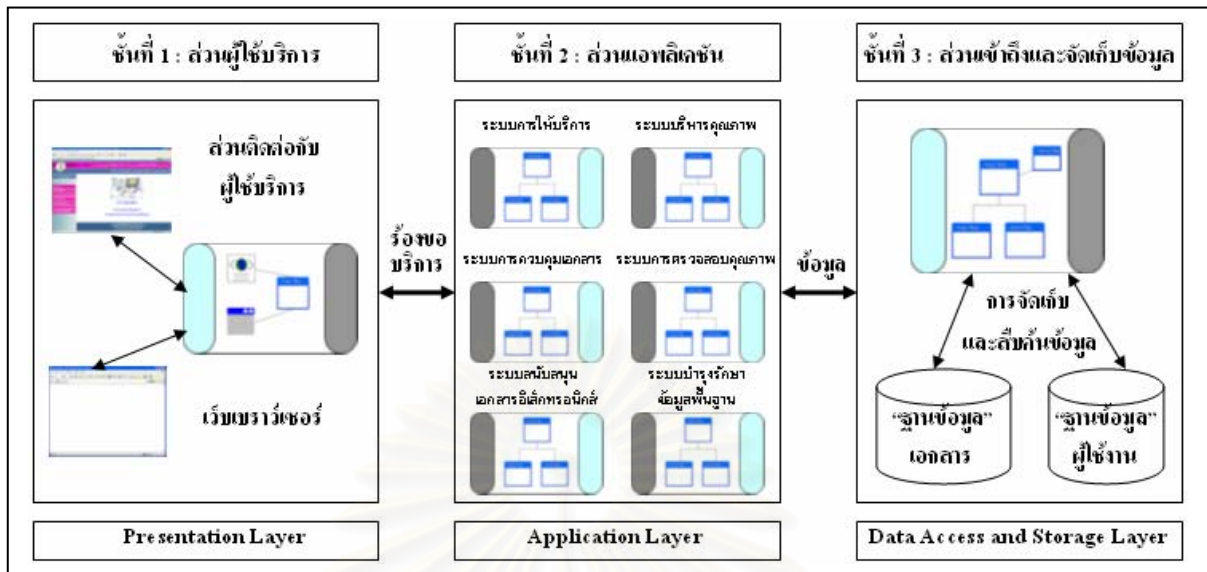 ชั้นที่ 1 : ส่วนผู้ใช้บริการ
ส่วนติดต่อกับ
ผู้ใช้บริการ
เว็บเบราว์เซอร์
Presentation Layer
ร้องขอ
บริการ
ชั้นที่ 2 : ส่วนแอพลิเคชัน
ระบบการให้บริการ
ระบบบริหารคุณภาพ
ระบบการควบคุมเอกสาร
ระบบการตรวจสอบคุณภาพ
ระบบสนับสนุน
เอกสารอิเล็กทรอนิกส์
ระบบบำรุงรักษา
ข้อมูลพื้นฐาน
Application Layer
ข้อมูล
ชั้นที่ 3 : ส่วนเข้าถึงและจัดเก็บข้อมูล
การจัดเก็บ
และสืบค้นข้อมูล
“ฐานข้อมูล”
เอกสาร
“ฐานข้อมูล”
ผู้ใช้งาน
Data Access and Storage Layer